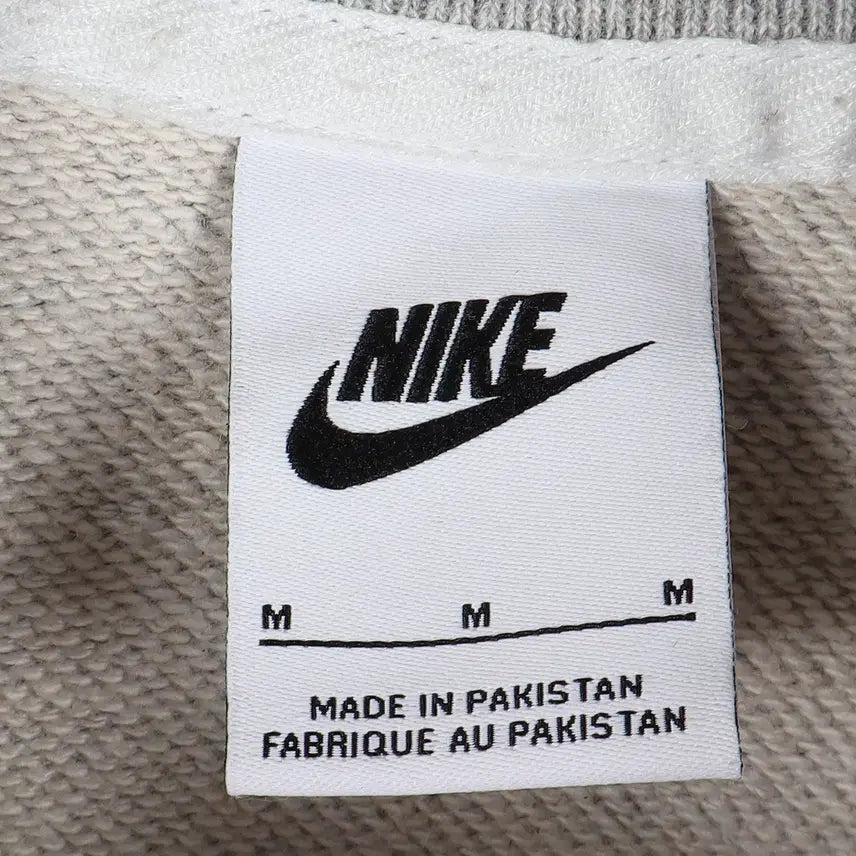 NIKE
M M M
MADE IN PAKISTAN
FABRIQUE AU PAKISTAN